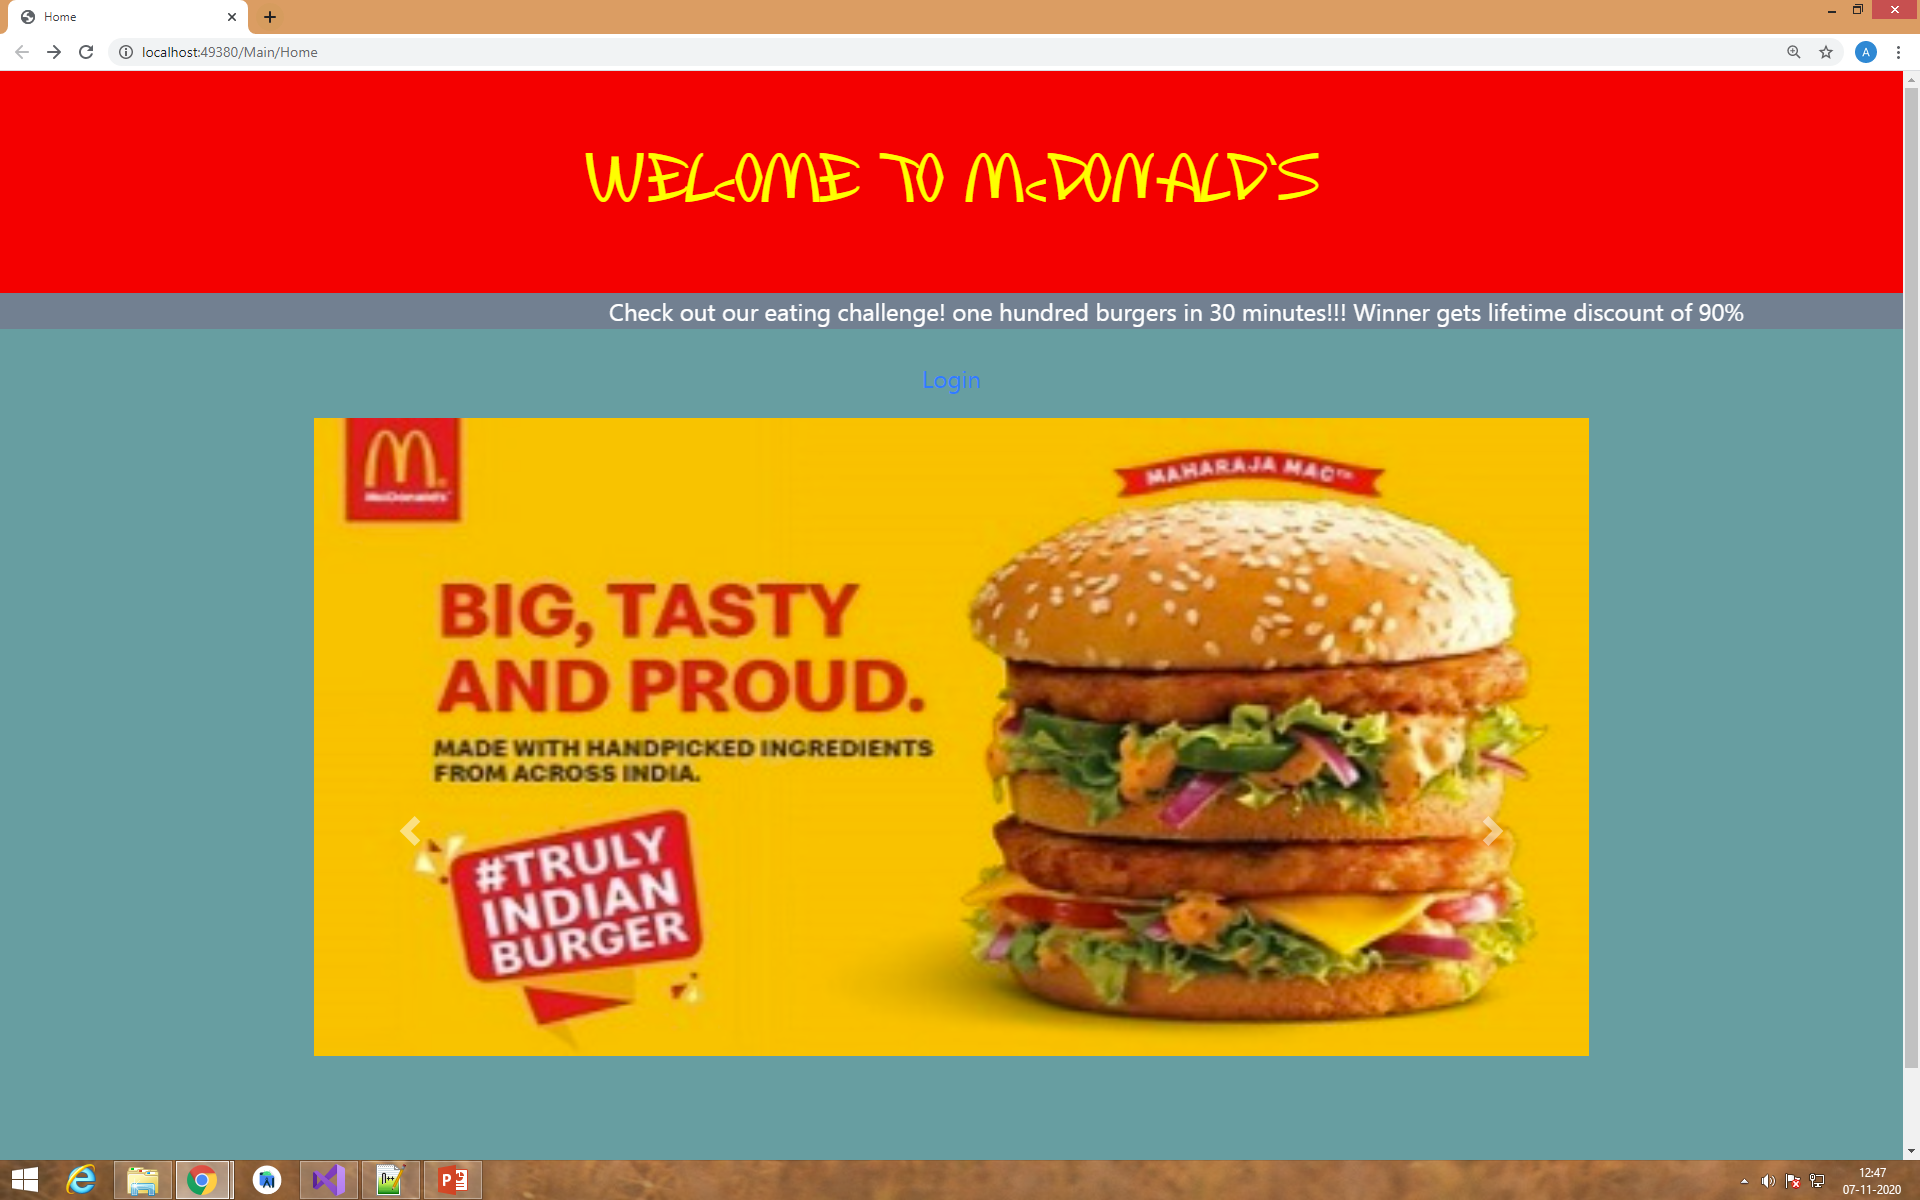 Home
localhost:49380/Main/Home
A
WELCOME TO McDONALD'S
Check out our eating challenge! one hundred burgers in 30 minutes!!! Winner gets lifetime discount of 90%
Login
McDonald's
MAHARAJA MAC™
BIG, TASTY
AND PROUD.
MADE WITH HANDPICKED INGREDIENTS
FROM ACROSS INDIA.
#TRULY
INDIAN
BURGER
12:47
07-11-2020